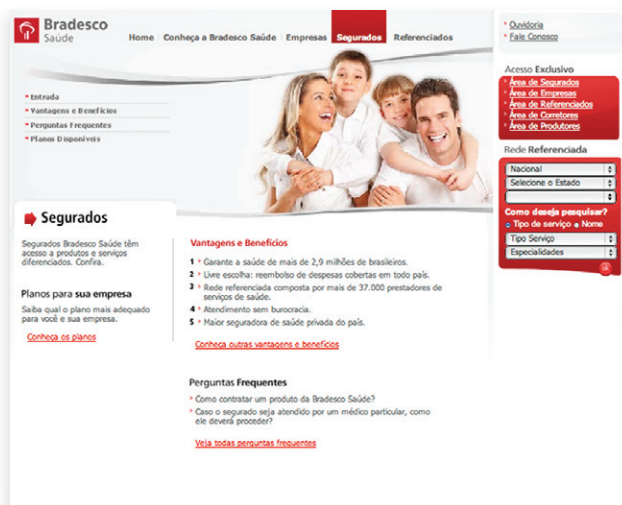 Bradesco
Saúde
Home Conheça a Bradesco Saúde Empresas Segurados Referenciados
Ouvidoria
Fale Conosco
Entrada
Vantagens e Benefícios
Perguntas Frequentes
Planos Disponíveis
Acesso Exclusivo
Área de Segurados
Área de Empresas
Área de Referenciados
Área de Corretores
Área de Produtores
Rede Referenciada
Nacional
Selecione o Estado
Como deseja pesquisar?
Tipo de serviço Nome
Tipo Serviço
Especialidades
ok
Segurados
Segurados Bradesco Saúde têm
acesso a produtos e serviços
diferenciados. Confira.
Planos para sua empresa
Saiba qual o plano mais adequado
para você e sua empresa.
Conheça os planos
Vantagens e Benefícios
1 Garante a saúde de mais de 2,9 milhões de brasileiros.
2 Livre escolha: reembolso de despesas cobertas em todo país.
3 Rede referenciada composta por mais de 37.000 prestadores de
serviços de saúde.
4 Atendimento sem burocracia.
5 Maior seguradora de saúde privada do país.
Conheça outras vantagens e benefícios
Perguntas Frequentes
Como contratar um produto da Bradesco Saúde?
Caso o segurado seja atendido por um médico particular, como
ele deverá proceder?
Veja todas perguntas frequentes